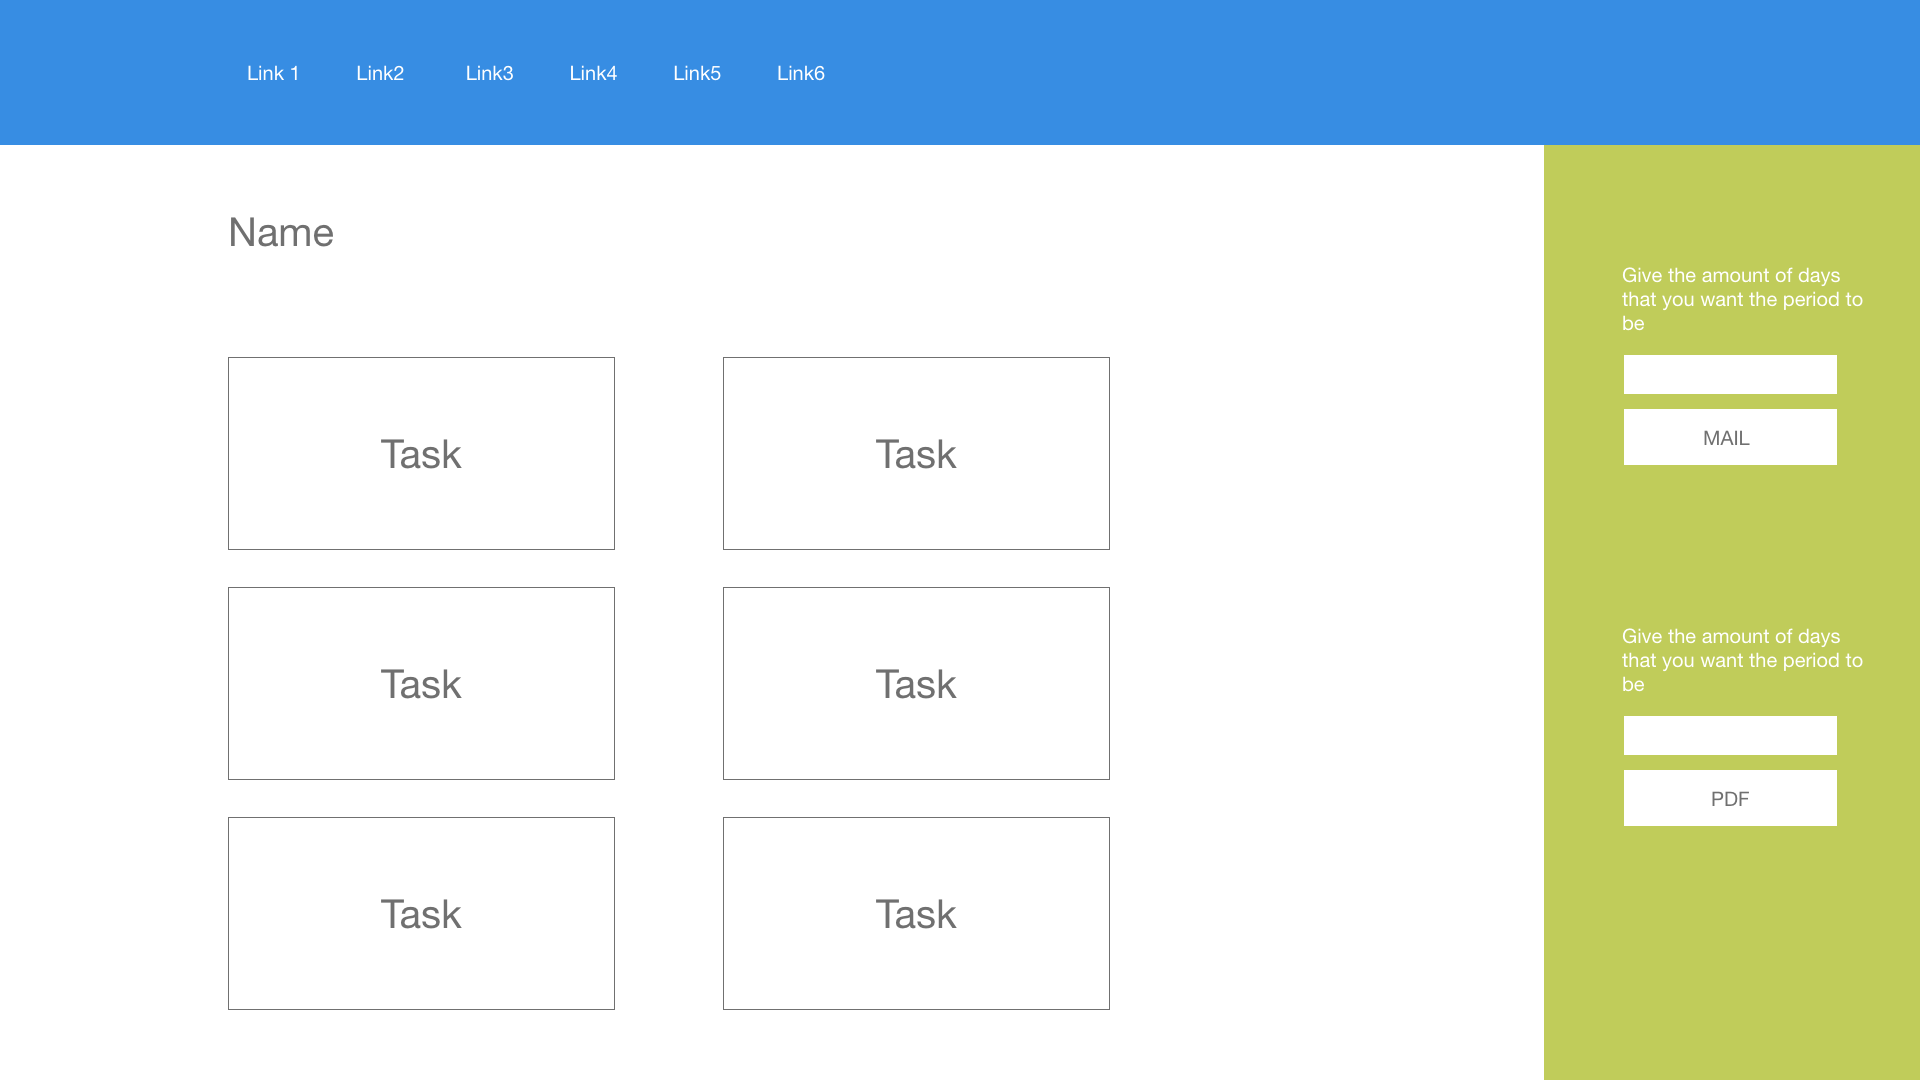 Link 1 Link2 Link3 Link4 Link5 Link6
Name
Task Task
Task Task
Task Task
Give the amount of days
that you want the period to
be
MAIL
Give the amount of days
that you want the period to
be
PDF